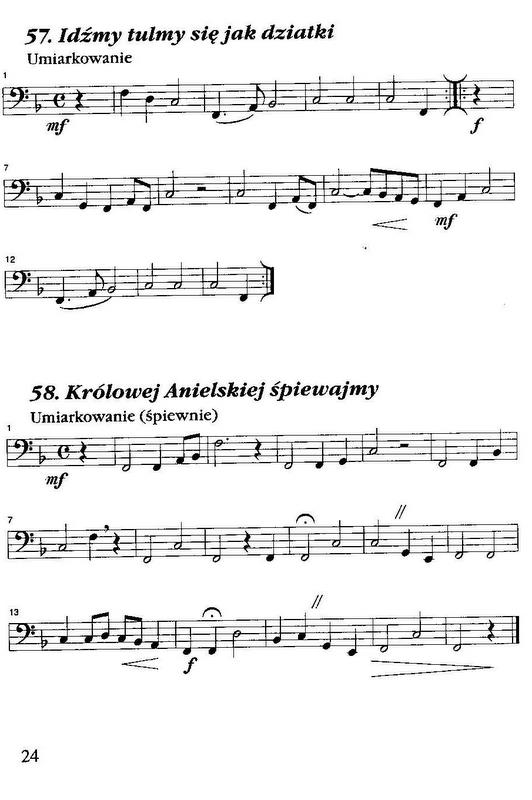 57. Idźmy tulmy się jak dziatki
Umiarkowanie
1
mf
f
7
mf
12
58. Królowej Anielskiej śpiewajmy
Umiarkowanie (śpiewnie)
1
mf
7
13
f
24